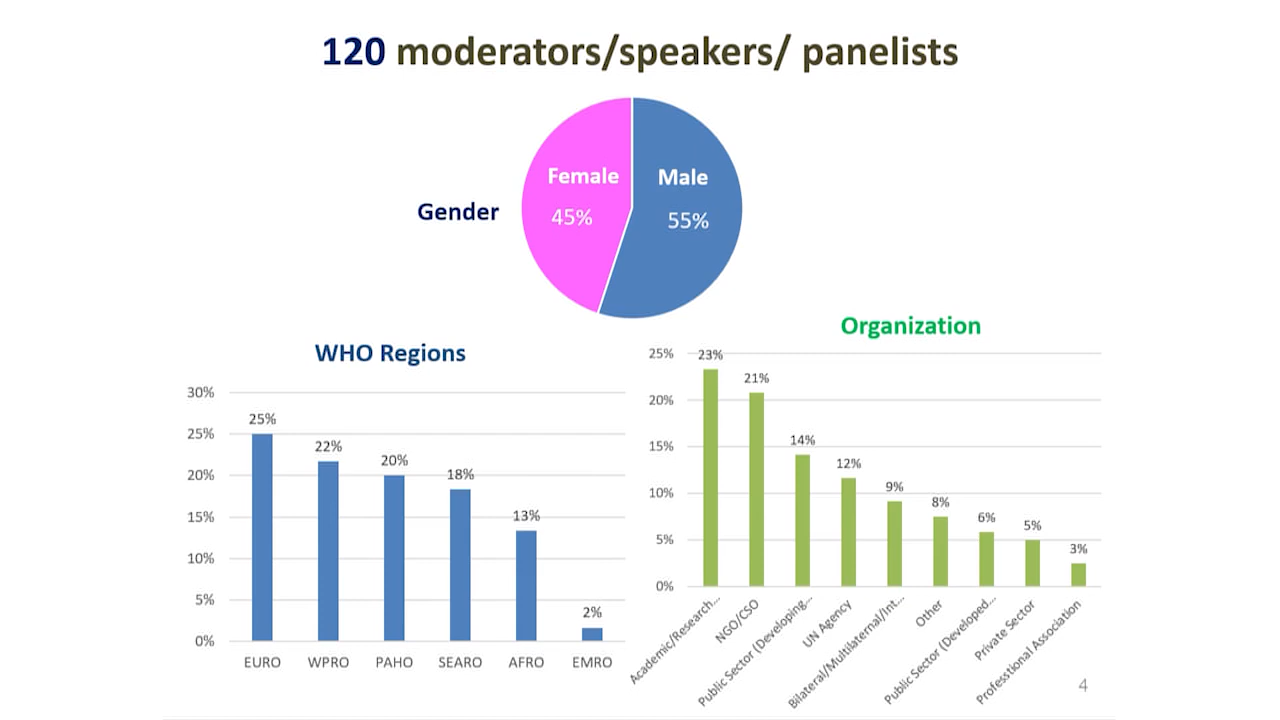 120 moderators/speakers/ panelists
Female
Male
45%
55%
Gender
Organization
WHO Regions
30%
25%
20%
15%
10%
5%
0%
25%
22%
20%
18%
13%
2%
EURO
WPRO
PAHO
SEARO
AFRO
EMRO
25%
20%
15%
10%
5%
0%
23%
21%
14%
12%
9%
8%
6%
5%
3%
Academic/Research...
NGO/CSO
Public Sector (Developing...
UN Agency
Bilateral/Multilateral/Int...
Other
Public Sector (Developed...
Private Sector
Professtional Association
4